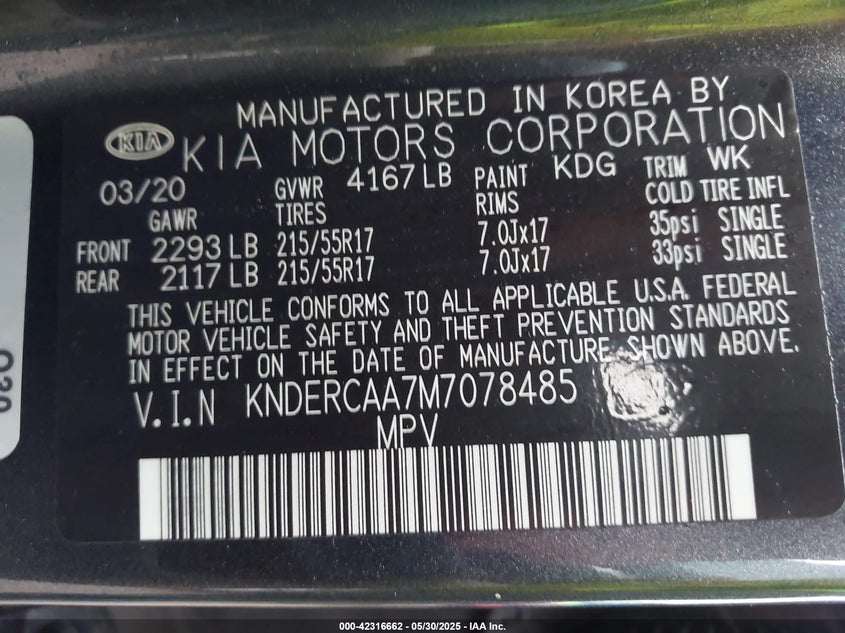 MANUFACTURED IN KOREA BY
KIA KIA MOTORS CORPORATION
03/20 GVWR 4167 LB PAINT KDG TRIM WK
GAWR TIRES RIMS COLD TIRE INFL
FRONT 2293 LB 215/55R17 7.0Jx17 35psi SINGLE
REAR 2117 LB 215/55R17 7.0Jx17 33psi SINGLE
THIS VEHICLE CONFORMS TO ALL APPLICABLE U.S.A. FEDERAL
MOTOR VEHICLE SAFETY AND THEFT PREVENTION STANDARDS
IN EFFECT ON THE DATE OF MANUFACTURE SHOWN ABOVE.
V.I.N KNDERCAA7M7078485
MPV
000-42316662 — 05/30/2025 — IAA Inc.